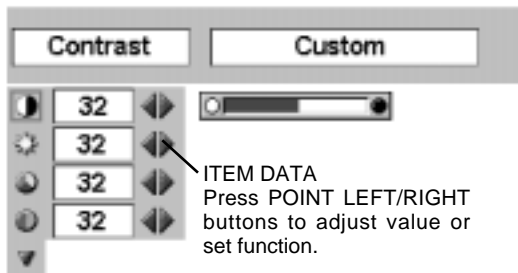 Contrast Custom
32
32
32
32
ITEM DATA
Press POINT LEFT/RIGHT
buttons to adjust value or
set function.